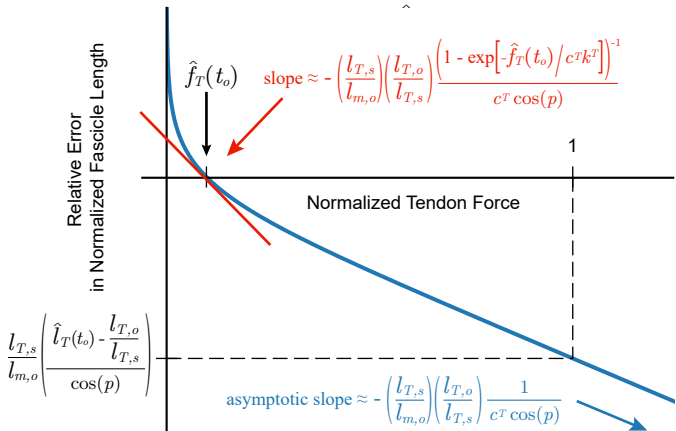 ˆ
f̂_T(t_o)
slope ≈ - (l_{T,s}/l_{m,o})(l_{T,o}/l_{T,s}) (1 - exp[-f̂_T(t_o)/c^T k^T])^{-1}/(c^T cos(p))
1
Relative Error
in Normalized Fascicle Length
Normalized Tendon Force
l_{T,s}/l_{m,o} ((l̂_T(t_o) - l_{T,o}/l_{T,s})/cos(p))
asymptotic slope ≈ - (l_{T,s}/l_{m,o})(l_{T,o}/l_{T,s}) 1/(c^T cos(p))